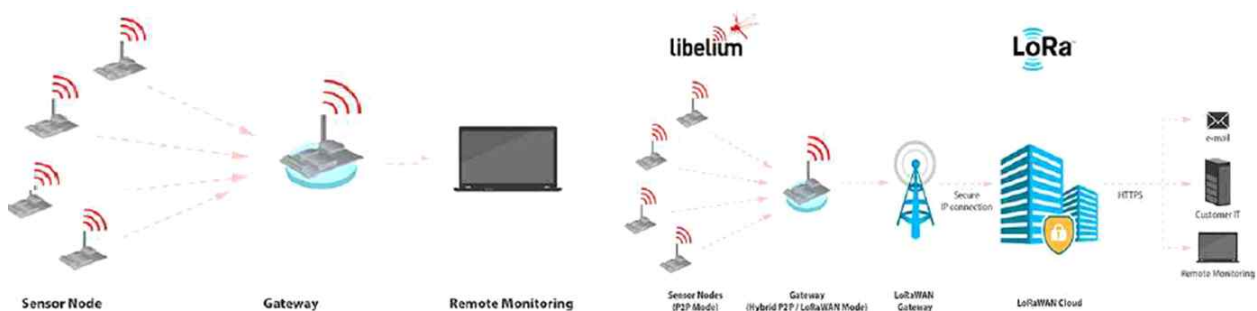 libelium
LoRa™
e-mail
Secure
IP connection
HTTPS
Customer IT
Remote Monitoring
Sensor Node
Gateway
Remote Monitoring
Sensor Nodes
(P2P Mode)
Gateway
(Hybrid P2P / LoRaWAN Mode)
LoRaWAN
Gateway
LoRaWAN Cloud